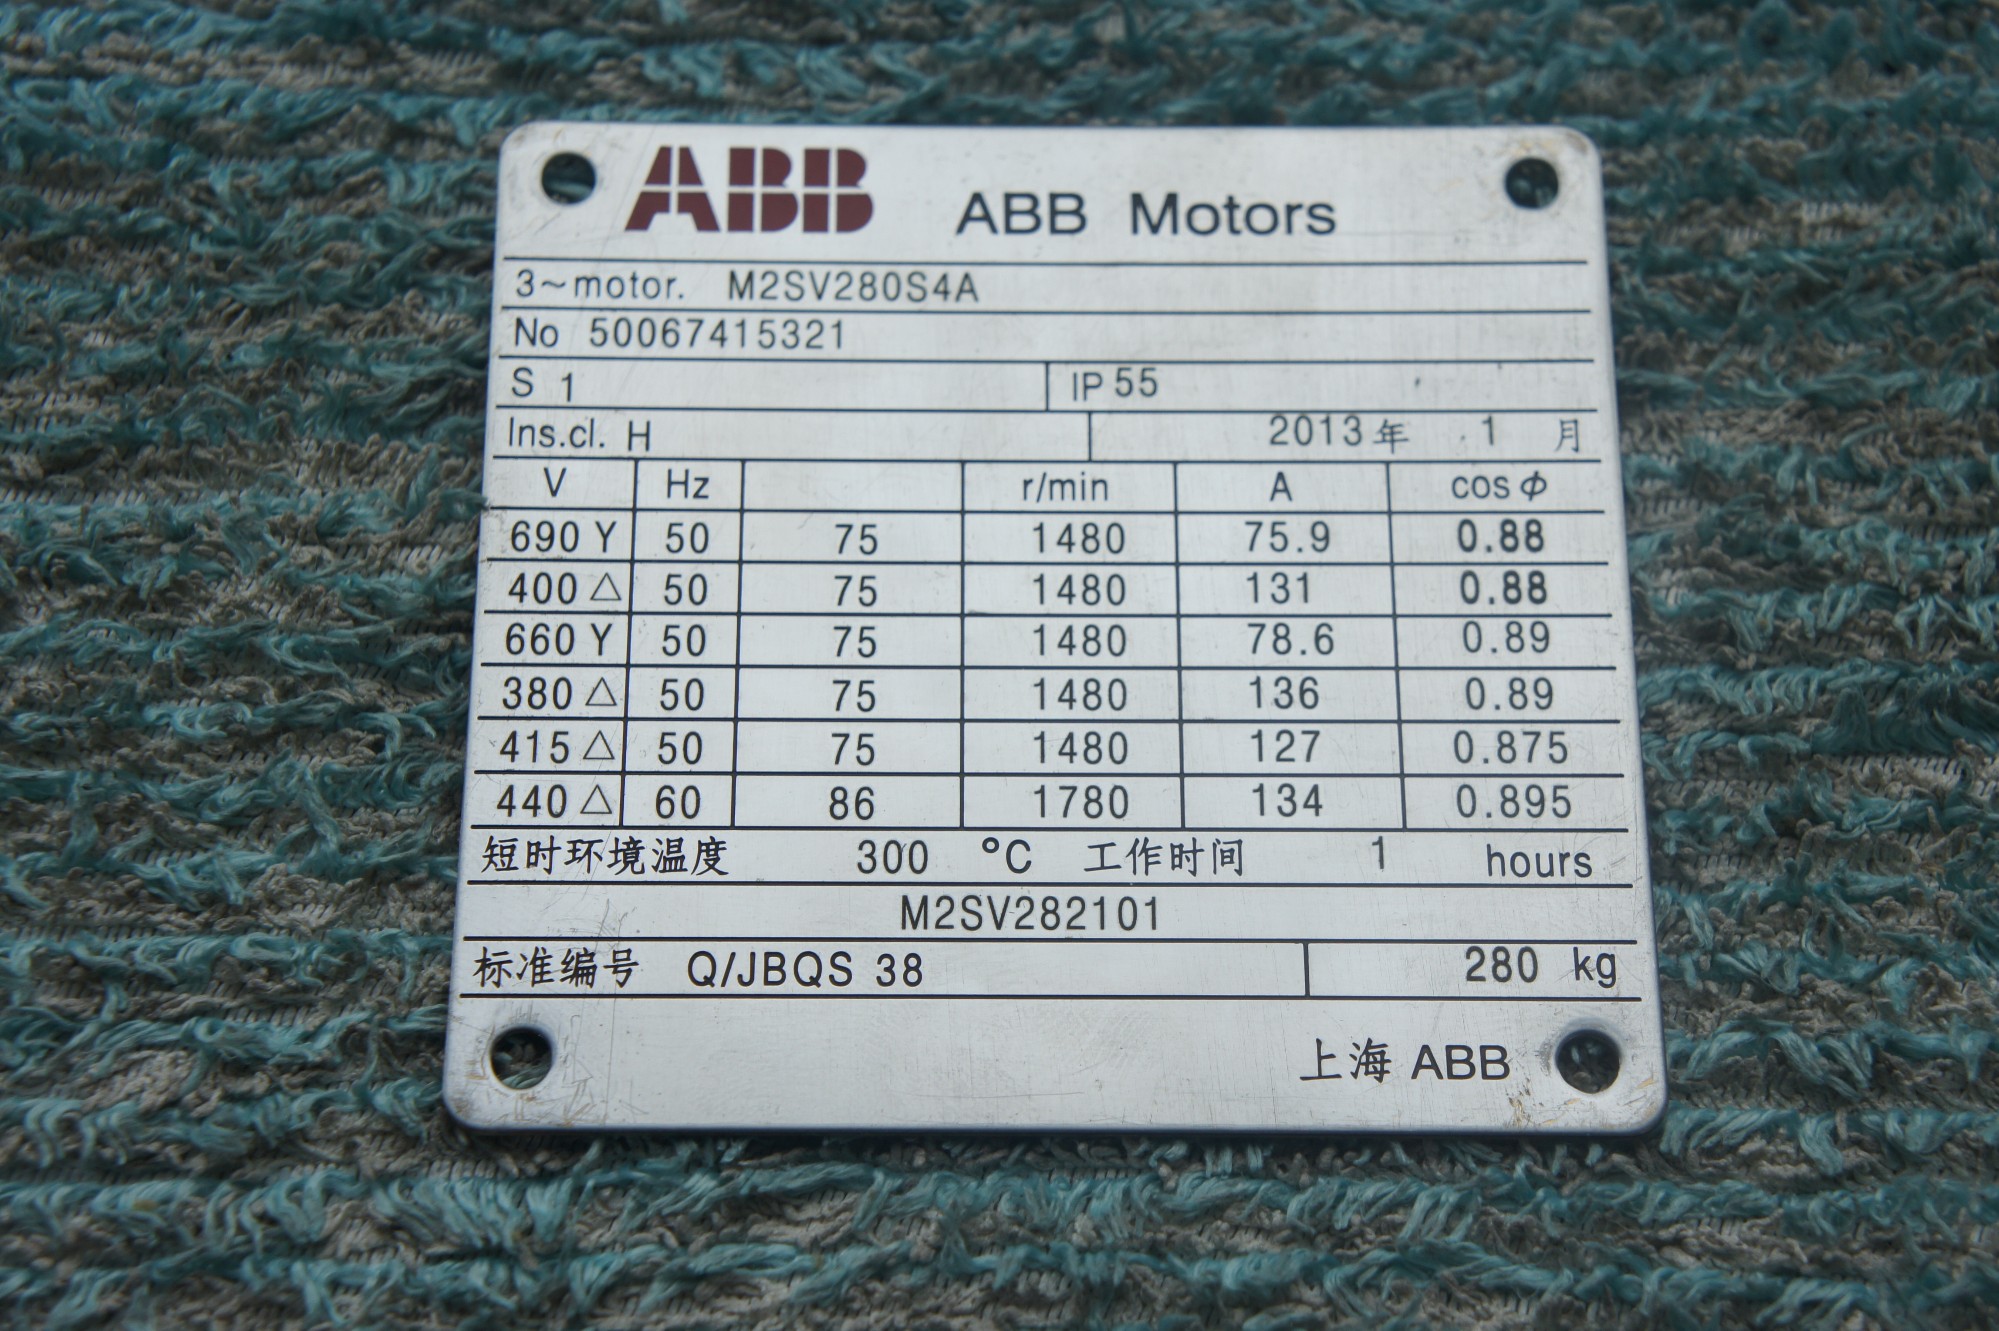 ABB ABB Motors
3~motor. M2SV280S4A
No 50067415321
S 1 IP 55
Ins.cl. H 2013 年 1 月
V Hz r/min A cos Φ
690 Y 50 75 1480 75.9 0.88
400 △ 50 75 1480 131 0.88
660 Y 50 75 1480 78.6 0.89
380 △ 50 75 1480 136 0.89
415 △ 50 75 1480 127 0.875
440 △ 60 86 1780 134 0.895
短时环境温度 300 °C 工作时间 1 hours
M2SV282101
标准编号 Q/JBQS 38 280 kg
上海 ABB